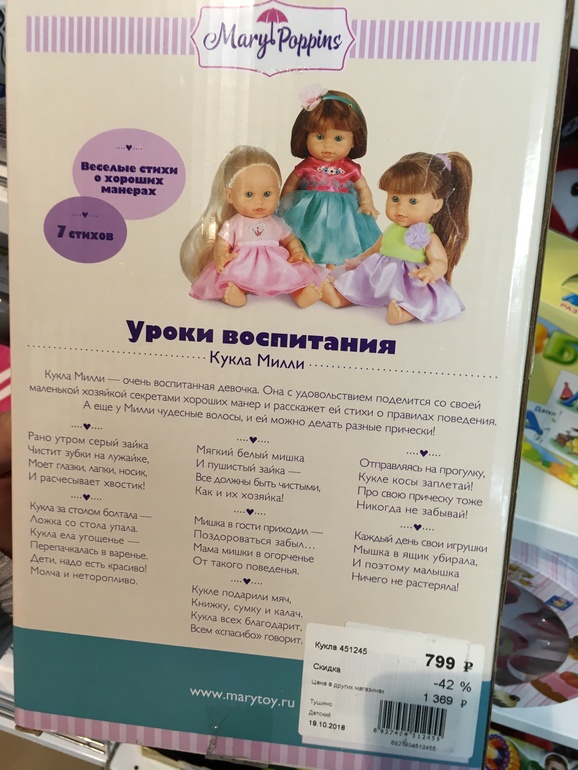 Mary Poppins
Веселые стихи
о хороших
манерах
7 стихов
Уроки воспитания
Кукла Милли
Кукла Милли — очень воспитанная девочка. Она с удовольствием поделится со своей
маленькой хозяйкой секретами хороших манер и расскажет ей стихи о правилах поведения.
А еще у Милли чудесные волосы, и ей можно делать разные прически!
Рано утром серый зайка
Чистит зубки на лужайке,
Моет глазки, лапки, носик,
И расчесывает хвостик!
Кукла за столом болтала —
Ложка со стола упала.
Кукла ела угощенье —
Перепачкалась в варенье.
Дети, надо есть красиво!
Молча и неторопливо.
Мягкий белый мишка
И пушистый зайка —
Все должны быть чистыми,
Как и их хозяйка!
Мишка в гости приходил —
Поздороваться забыл...
Мама мишки в огорченье
От такого поведенья.
Кукле подарили мяч,
Книжку, сумку и калач.
Кукла всех благодарит,
Всем «спасибо» говорит.
Отправляясь на прогулку,
Кукле косы заплетай!
Про свою прическу тоже
Никогда не забывай!
Каждый день свои игрушки
Мышка в ящик убирала,
И поэтому малышка
Ничего не растеряла!
www.marytoy.ru
Кукла 451245
799 ₽
Скидка
-42 %
Цена в других магазинах
1 369 ₽
Тушино
Детский
19.10.2018